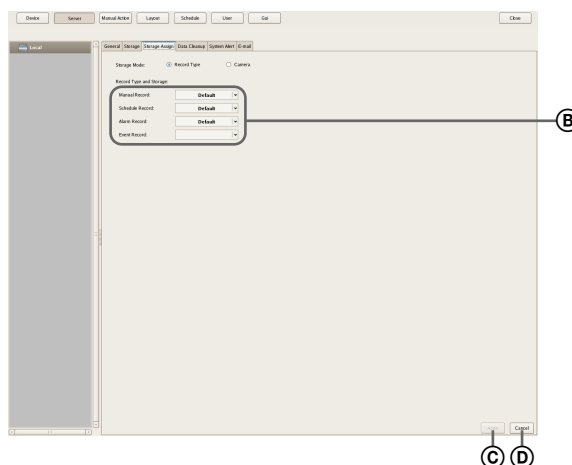 Device Server Manual Action Layout Schedule User Gui Close
Local
General Storage Storage Assign Data Cleanup System Alert E-mail
Storage Mode: Record Type Camera
Record Type and Storage:
Manual Record: Default
Schedule Record: Default
Alarm Record: Default
Event Record:
B
Apply Cancel
C D